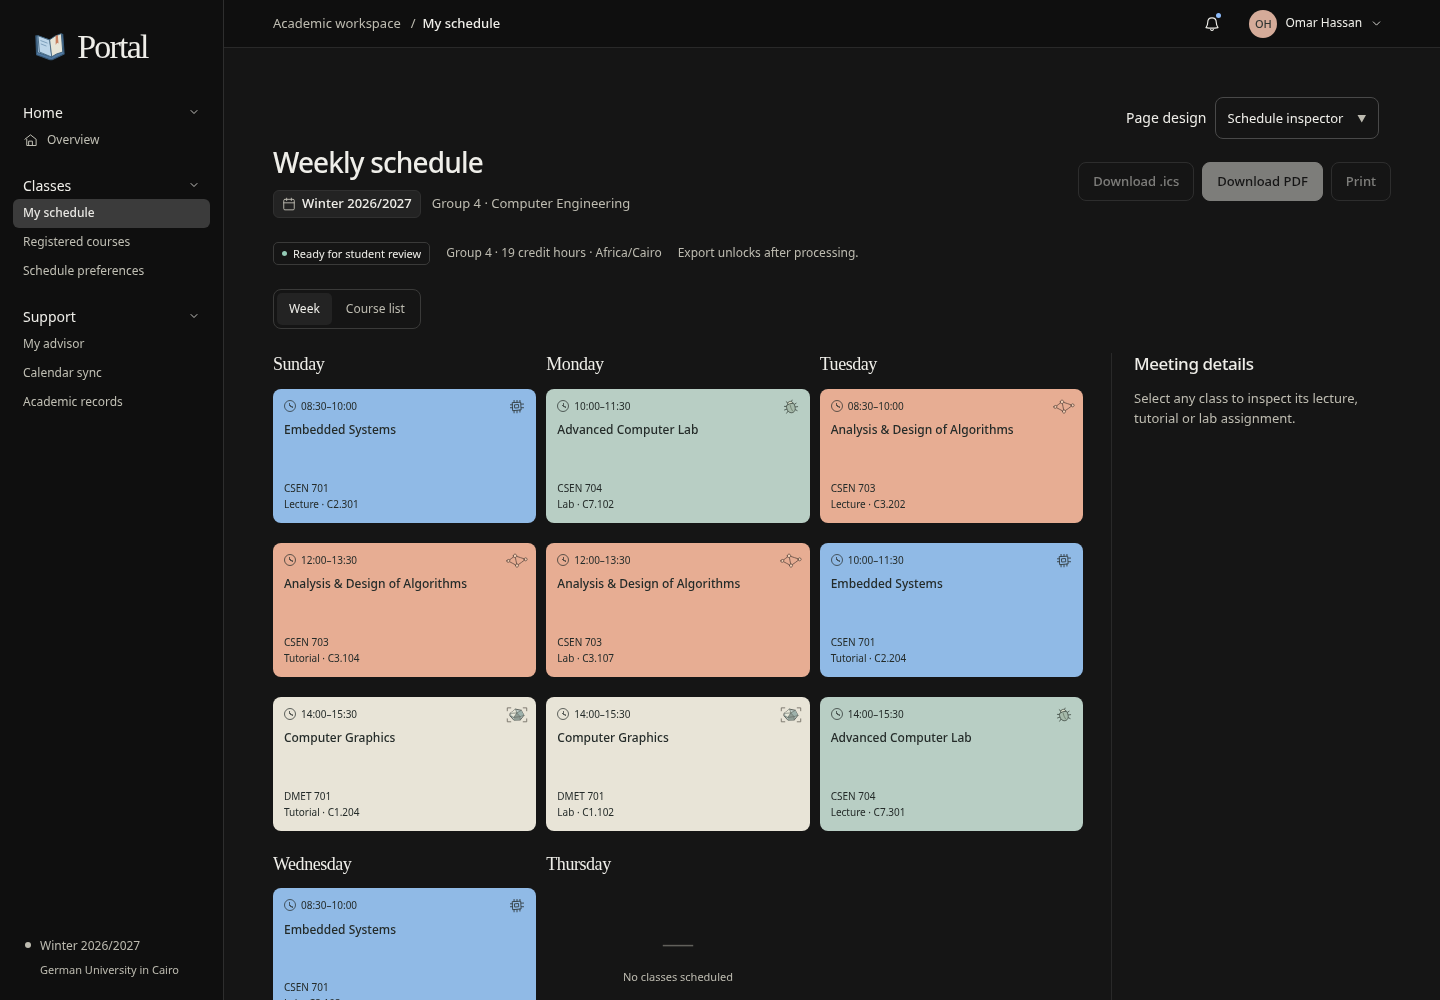 Portal
Home
Overview
Classes
My schedule
Registered courses
Schedule preferences
Support
My advisor
Calendar sync
Academic records
Winter 2026/2027
German University in Cairo
Academic workspace / My schedule
OH Omar Hassan
Page design Schedule inspector
Weekly schedule
Winter 2026/2027 Group 4 · Computer Engineering
Download .ics Download PDF Print
Ready for student review Group 4 · 19 credit hours · Africa/Cairo Export unlocks after processing.
Week Course list
Sunday
08:30–10:00
Embedded Systems
CSEN 701
Lecture · C2.301
12:00–13:30
Analysis & Design of Algorithms
CSEN 703
Tutorial · C3.104
14:00–15:30
Computer Graphics
DMET 701
Tutorial · C1.204
Monday
10:00–11:30
Advanced Computer Lab
CSEN 704
Lab · C7.102
12:00–13:30
Analysis & Design of Algorithms
CSEN 703
Lab · C3.107
14:00–15:30
Computer Graphics
DMET 701
Lab · C1.102
Tuesday
08:30–10:00
Analysis & Design of Algorithms
CSEN 703
Lecture · C3.202
10:00–11:30
Embedded Systems
CSEN 701
Tutorial · C2.204
14:00–15:30
Advanced Computer Lab
CSEN 704
Lecture · C7.301
Wednesday
08:30–10:00
Embedded Systems
CSEN 701
Thursday
No classes scheduled
Meeting details
Select any class to inspect its lecture,
tutorial or lab assignment.